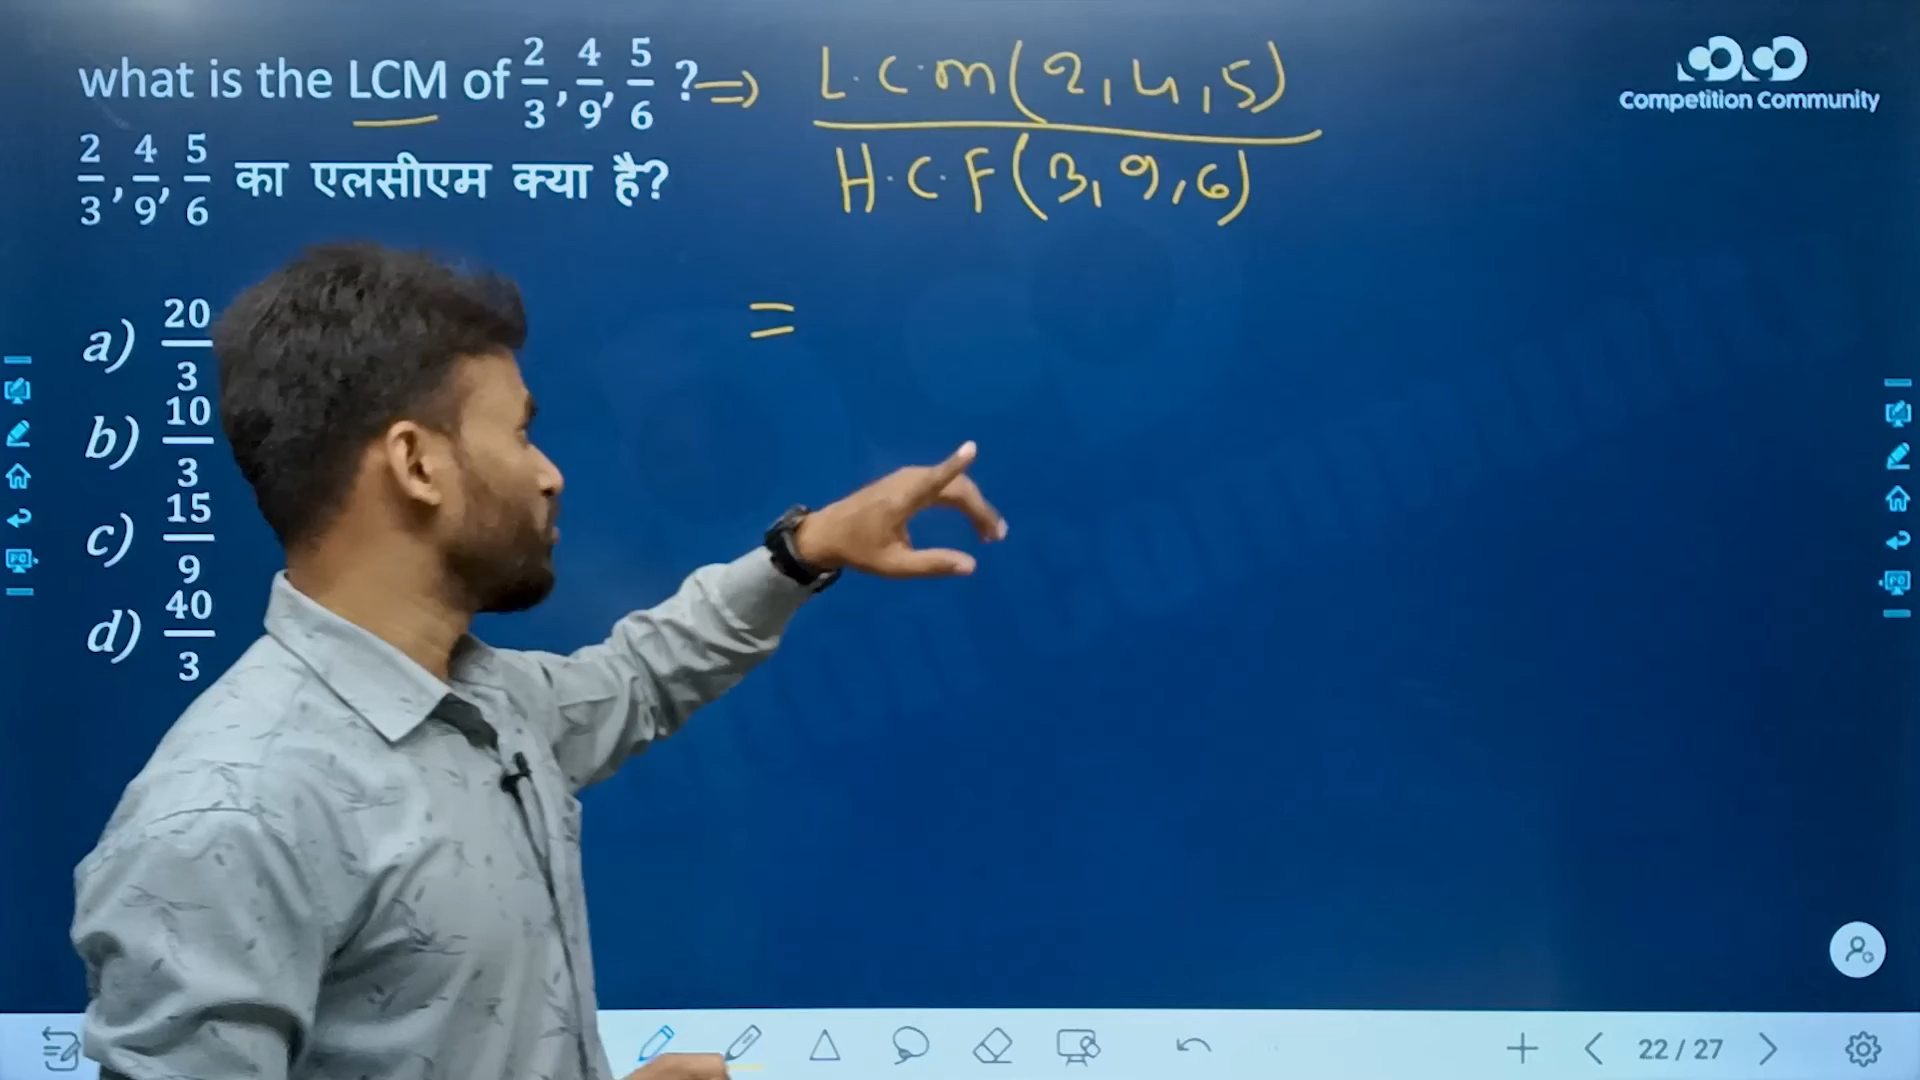 what is the LCM of 2/3, 4/9, 5/6 ? ⇒ L.C.M(2,4,5)
H.C.F(3,9,6)
2/3, 4/9, 5/6 का एलसीएम क्या है?
=
a) 20/3
b) 10/3
c) 15/9
d) 40/3
Competition Community
22 / 27